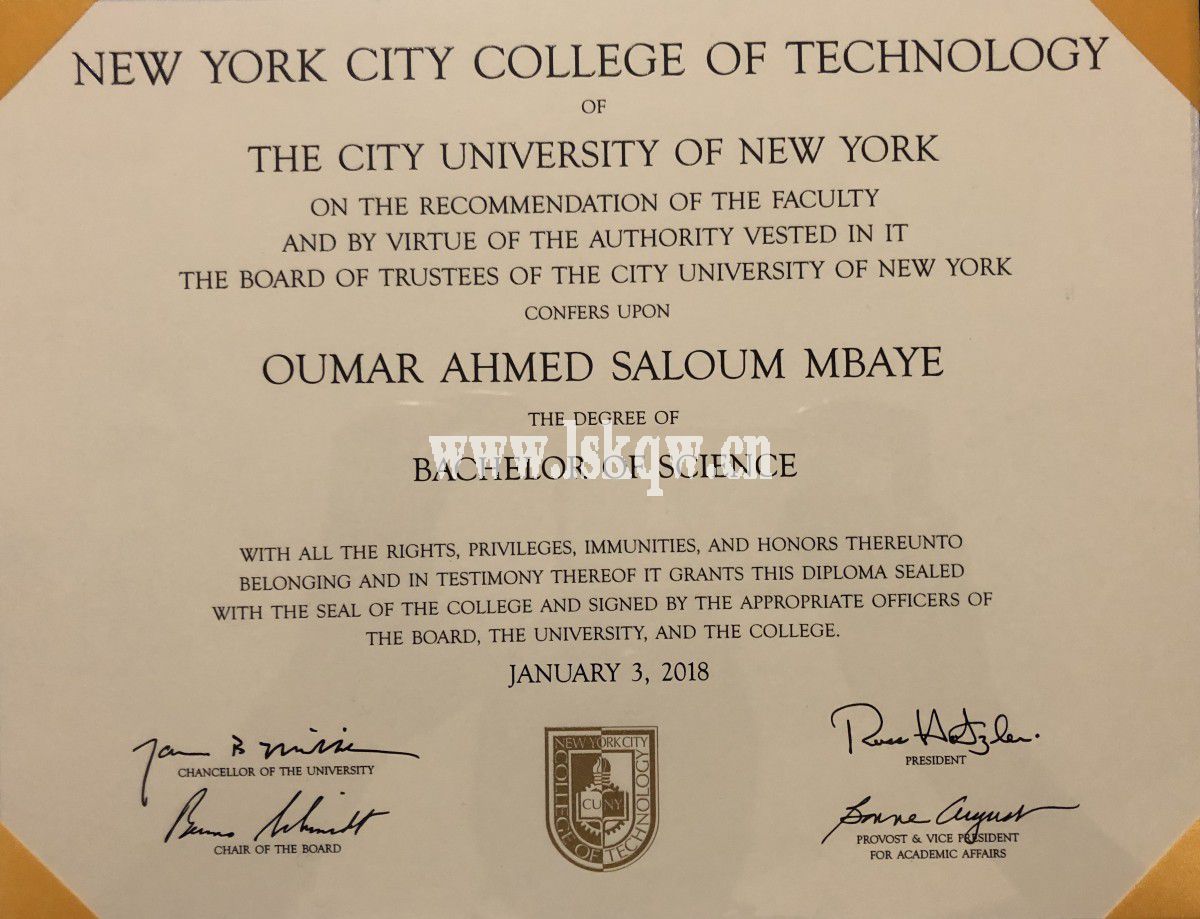 NEW YORK CITY COLLEGE OF TECHNOLOGY
OF
THE CITY UNIVERSITY OF NEW YORK
ON THE RECOMMENDATION OF THE FACULTY
AND BY VIRTUE OF THE AUTHORITY VESTED IN IT
THE BOARD OF TRUSTEES OF THE CITY UNIVERSITY OF NEW YORK
CONFERS UPON
OUMAR AHMED SALOUM MBAYE
THE DEGREE OF
www.lskqw.cn
BACHELOR OF SCIENCE
WITH ALL THE RIGHTS, PRIVILEGES, IMMUNITIES, AND HONORS THEREUNTO
BELONGING AND IN TESTIMONY THEREOF IT GRANTS THIS DIPLOMA SEALED
WITH THE SEAL OF THE COLLEGE AND SIGNED BY THE APPROPRIATE OFFICERS OF
THE BOARD, THE UNIVERSITY, AND THE COLLEGE.
JANUARY 3, 2018
CHANCELLOR OF THE UNIVERSITY
CHAIR OF THE BOARD
NEW YORK CITY
COLLEGE OF TECHNOLOGY
CUNY
Russ Hotzler
PRESIDENT
Bonne August
PROVOST & VICE PRESIDENT
FOR ACADEMIC AFFAIRS